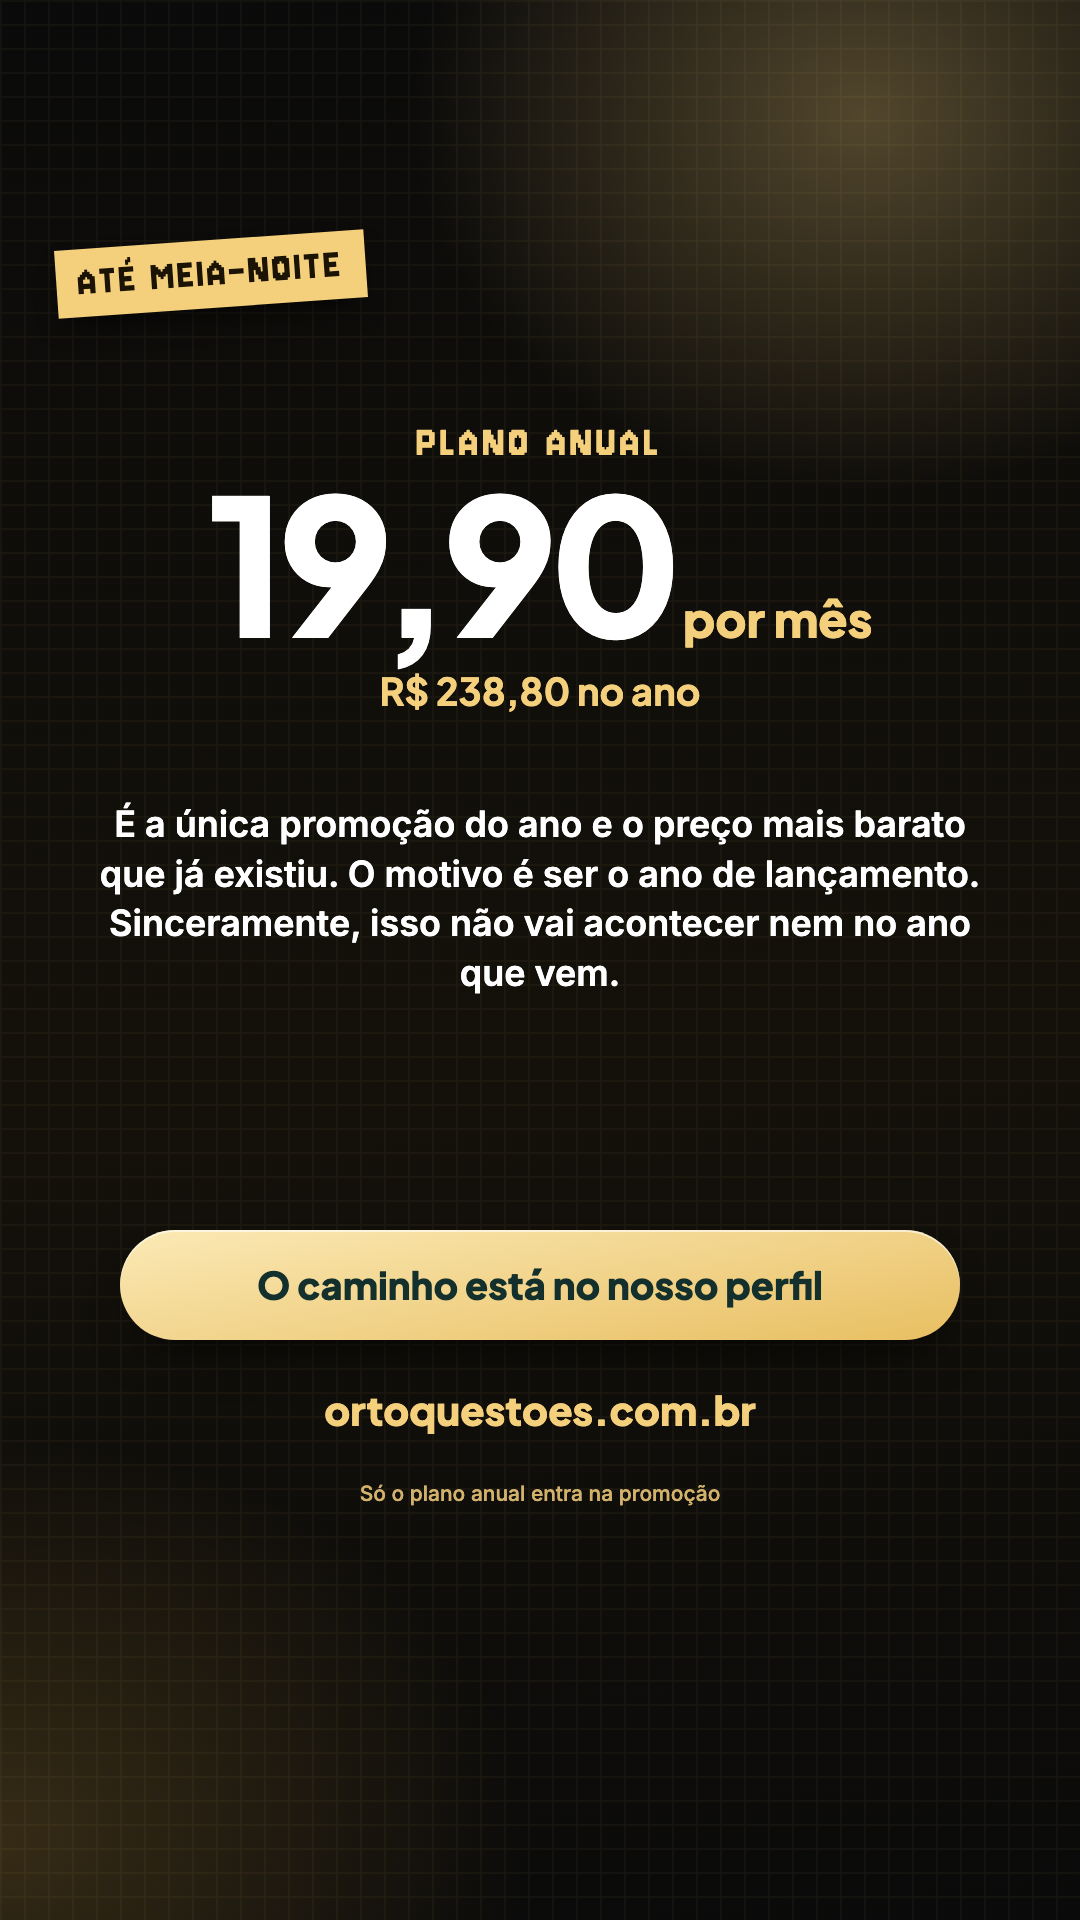 ATÉ MEIA-NOITE
PLANO ANUAL
19,90 por mês
R$ 238,80 no ano
É a única promoção do ano e o preço mais barato
que já existiu. O motivo é ser o ano de lançamento.
Sinceramente, isso não vai acontecer nem no ano
que vem.
O caminho está no nosso perfil
ortoquestoes.com.br
Só o plano anual entra na promoção